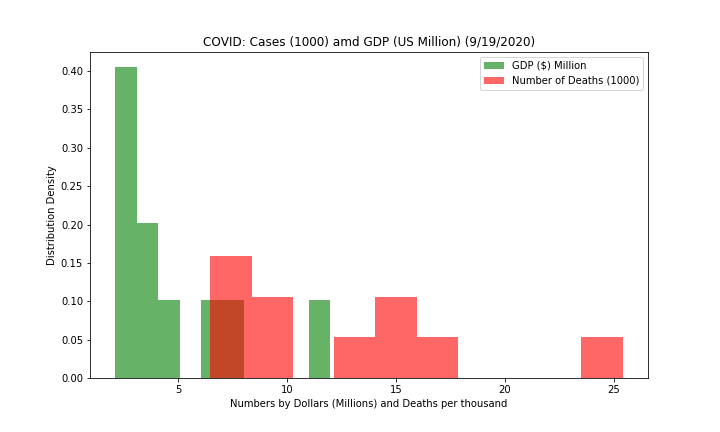 COVID: Cases (1000) amd GDP (US Million) (9/19/2020)
GDP ($) Million
Number of Deaths (1000)
Distribution Density
0.40
0.35
0.30
0.25
0.20
0.15
0.10
0.05
0.00
5
10
15
20
25
Numbers by Dollars (Millions) and Deaths per thousand